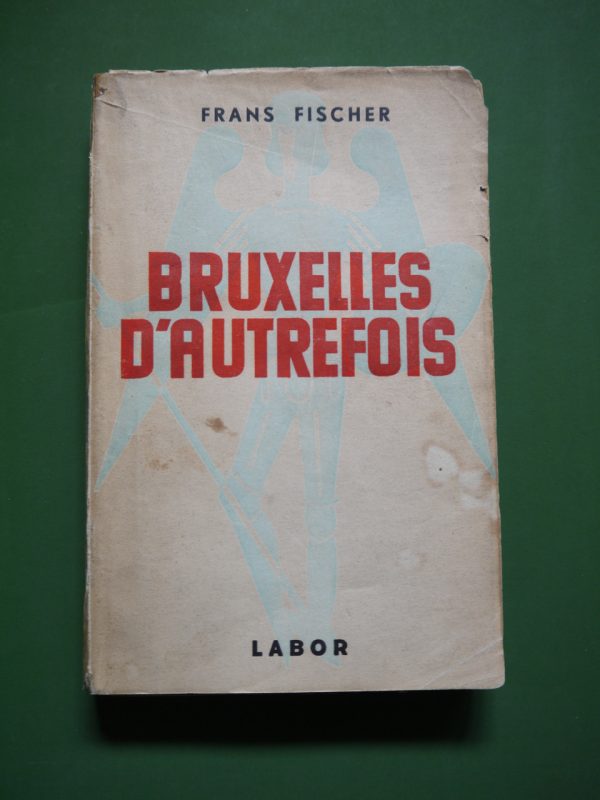 FRANS FISCHER
BRUXELLES
D'AUTREFOIS
LABOR